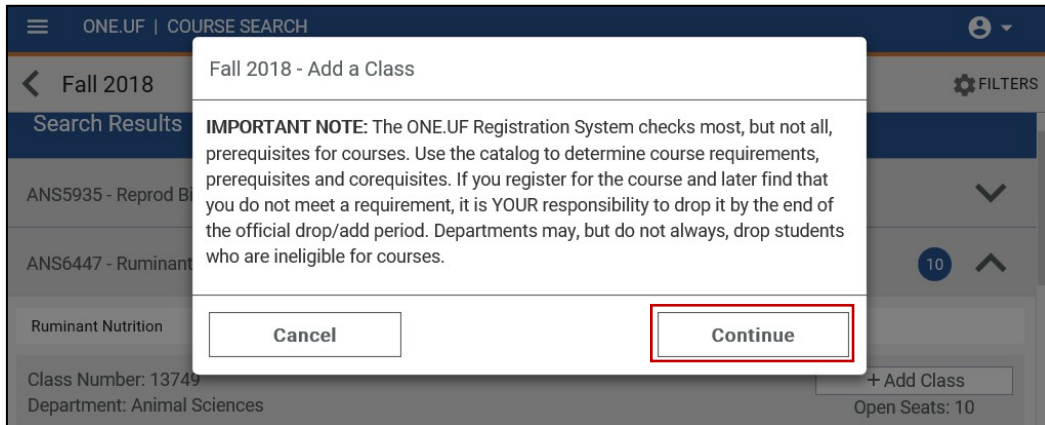 ONE.UF | COURSE SEARCH
Fall 2018
FILTERS
Search Results
ANS5935 - Reprod Bi
ANS6447 - Ruminant
10
Ruminant Nutrition
Class Number: 13749
Department: Animal Sciences
+ Add Class
Open Seats: 10
Fall 2018 - Add a Class
IMPORTANT NOTE: The ONE.UF Registration System checks most, but not all,
prerequisites for courses. Use the catalog to determine course requirements,
prerequisites and corequisites. If you register for the course and later find that
you do not meet a requirement, it is YOUR responsibility to drop it by the end of
the official drop/add period. Departments may, but do not always, drop students
who are ineligible for courses.
Cancel
Continue